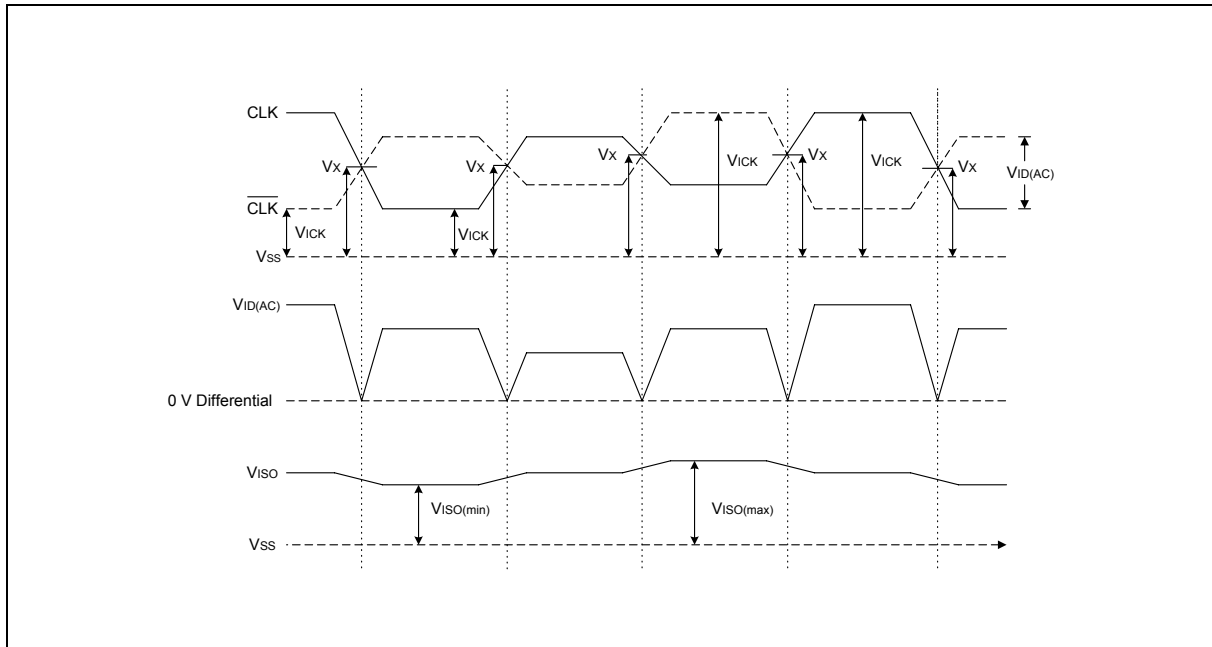 CLK
VX VX VX VICK VX VICK VX VID(AC)
CLK
VICK VICK
VSS
VID(AC)
0 V Differential
VISO
VISO(min) VISO(max)
VSS